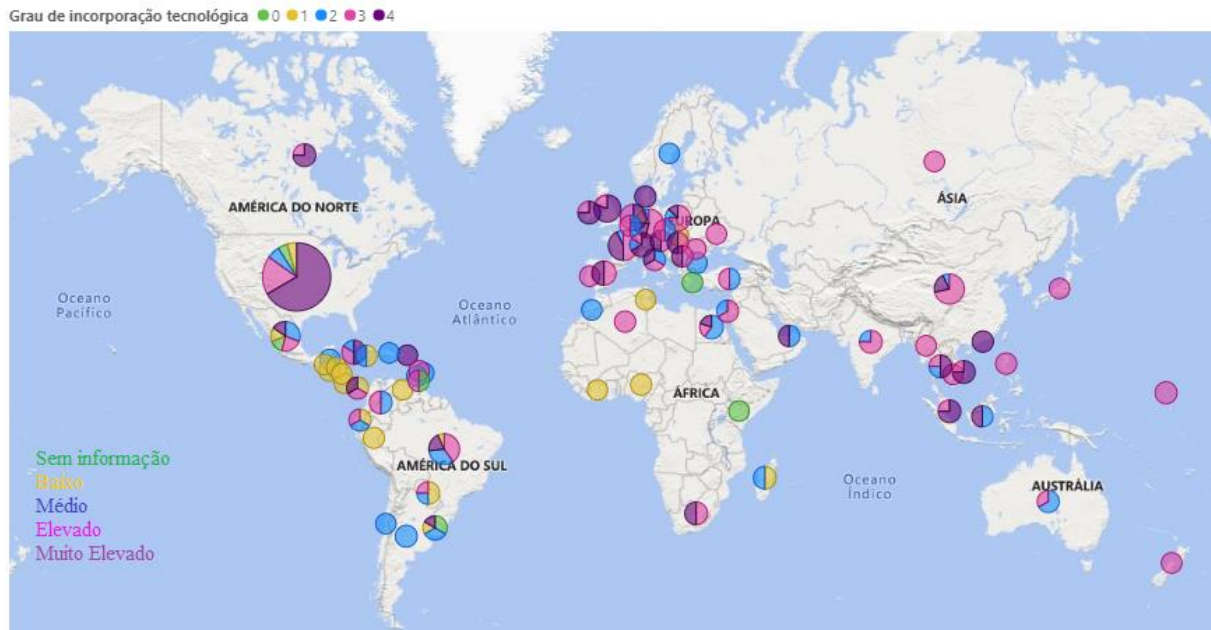 Grau de incorporação tecnológica 0 1 2 3 4
AMÉRICA DO NORTE
ÁSIA
EUROPA
Oceano
Pacífico
Oceano
Atlântico
ÁFRICA
AMÉRICA DO SUL
Oceano
Índico
AUSTRÁLIA
Sem informação
Baixo
Médio
Elevado
Muito Elevado